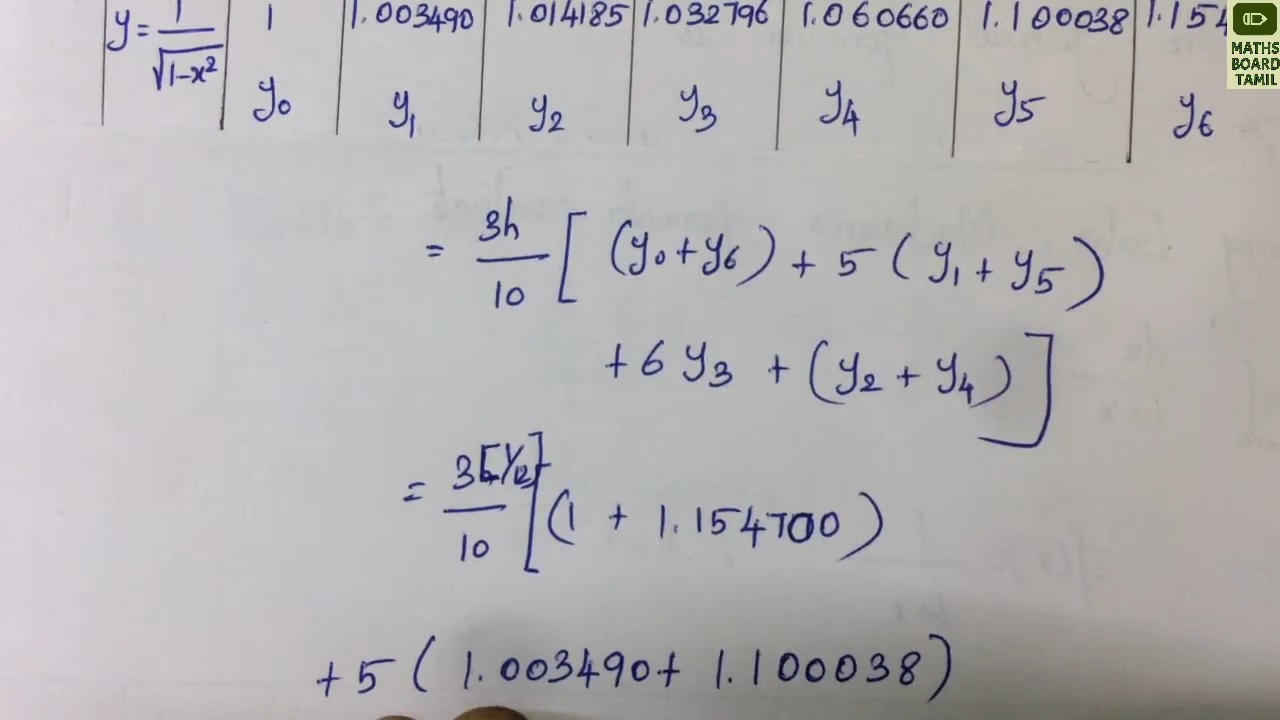 y = 1/√(1-x²) 1 1.003490 1.014185 1.032796 1.060660 1.100038 1.154
y₀ y₁ y₂ y₃ y₄ y₅ y₆
MATHS
BOARD
TAMIL
= 3h/10 [ (y₀+y₆) + 5 (y₁ + y₅)
+ 6 y₃ + (y₂ + y₄) ]
= 3[1/12]/10 [ (1 + 1.154700)
+ 5 ( 1.003490 + 1.100038 )